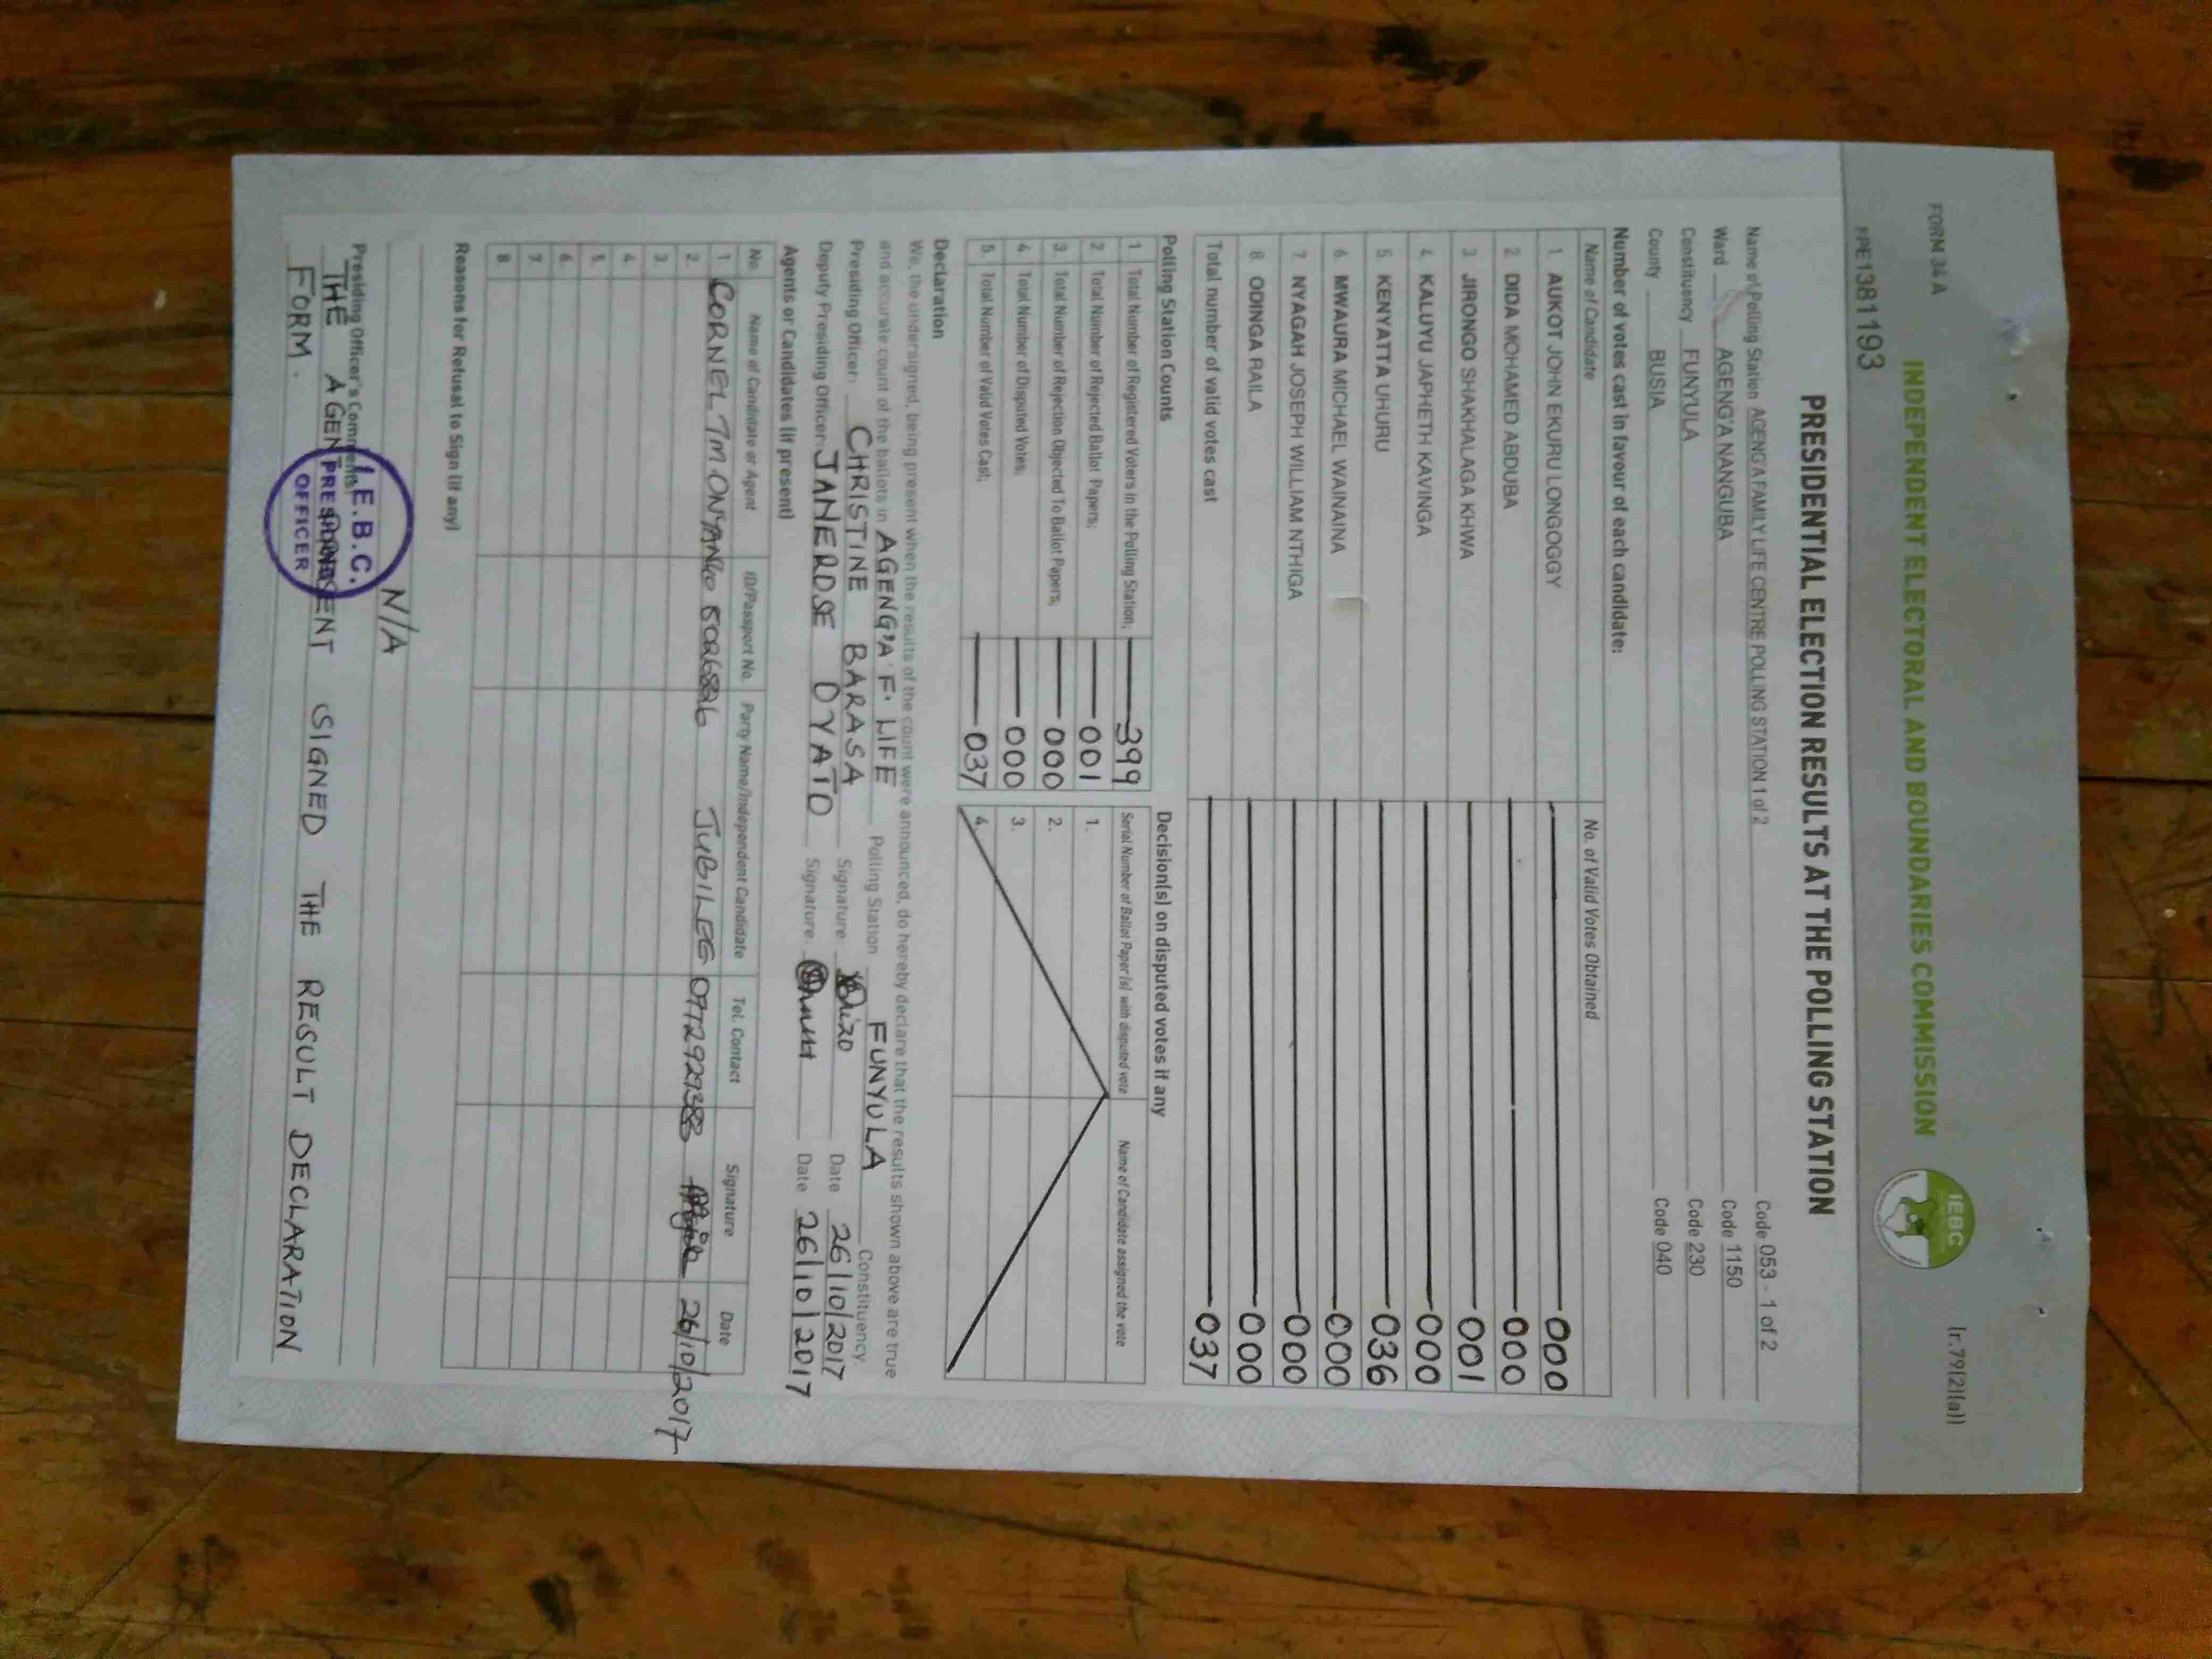 FORM 34 A
(r.79(2)(a))
INDEPENDENT ELECTORAL AND BOUNDARIES COMMISSION
IEBC
PRESIDENTIAL ELECTION RESULTS AT THE POLLING STATION
Name of Polling Station AGENG'A FAMILY LIFE CENTRE POLLING STATION 1 of 2 Code 053 - 1 of 2
Ward AGENG'A NANGUBA Code 1150
Constituency FUNYULA Code 230
County BUSIA Code 040
Number of votes cast in favour of each candidate:
Name of Candidate No. of Valid Votes Obtained
1 AUKOT JOHN EKURU LONGOGGY 000
2 DIDA MOHAMED ABDUBA 000
3 JIRONGO SHAKHALAGA KHWA 001
4 KALUYU JAPHETH KAVINGA 000
5 KENYATTA UHURU 036
6 MWAURA MICHAEL WAINAINA 000
7 NYAGAH JOSEPH WILLIAM NTHIGA 000
8 ODINGA RAILA 000
Total number of valid votes cast 037
Polling Station Counts
1 Total Number of Registered Voters in the Polling Station; 399
2 Total Number of Rejected Ballot Papers; 001
3. Total Number of Rejection Objected To Ballot Papers; 000
4. Total Number of Disputed Votes; 000
5. Total Number of Valid Votes Cast; 037
Decision(s) on disputed votes if any
Serial Number of Ballot Paper(s) with disputed vote Name of Candidate assigned the vote
1.
2.
3.
4.
Declaration
We, the undersigned, being present when the results of the count were announced, do hereby declare that the results shown above are true
and accurate count of the ballots in AGENG'A F. LIFE Polling Station FUNYULA Constituency.
Presiding Officer: CHRISTINE BARASA Signature Date 26/10/2017
Deputy Presiding Officer: JANEROSE OYATO Signature Date 26/10/2017
Agents or Candidates (if present)
No. Name of Candidate or Agent ID/Passport No. Party Name/Independent Candidate Tel. Contact Signature Date
1 CORNEL JUBILEE 26/10/2017
2.
3
4.
5.
6.
7.
8.
Reasons for Refusal to Sign (if any)
N/A
Presiding Officer's Comments:
THE AGENT PRESENT SIGNED THE RESULT DECLARATION
FORM.
I.E.B.C.
PRESIDING
OFFICER